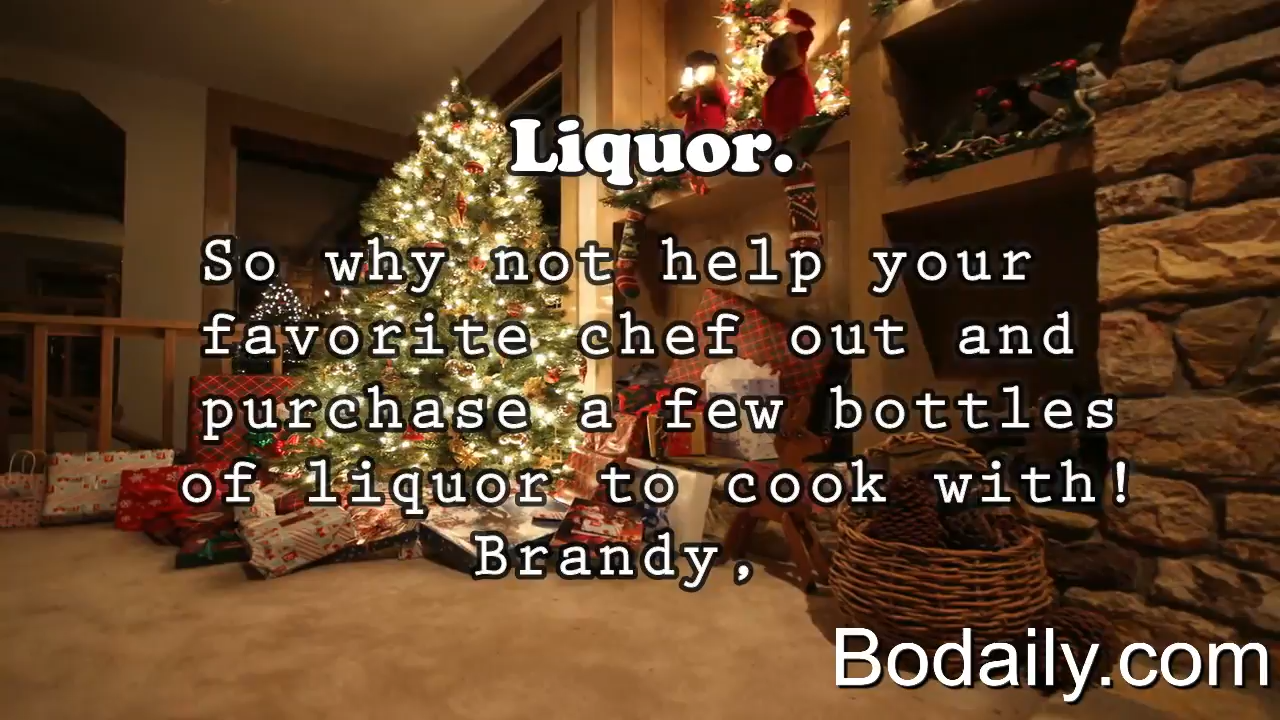 Liquor.
So why not help your
favorite chef out and
purchase a few bottles
of liquor to cook with!
Brandy,
Bodaily.com